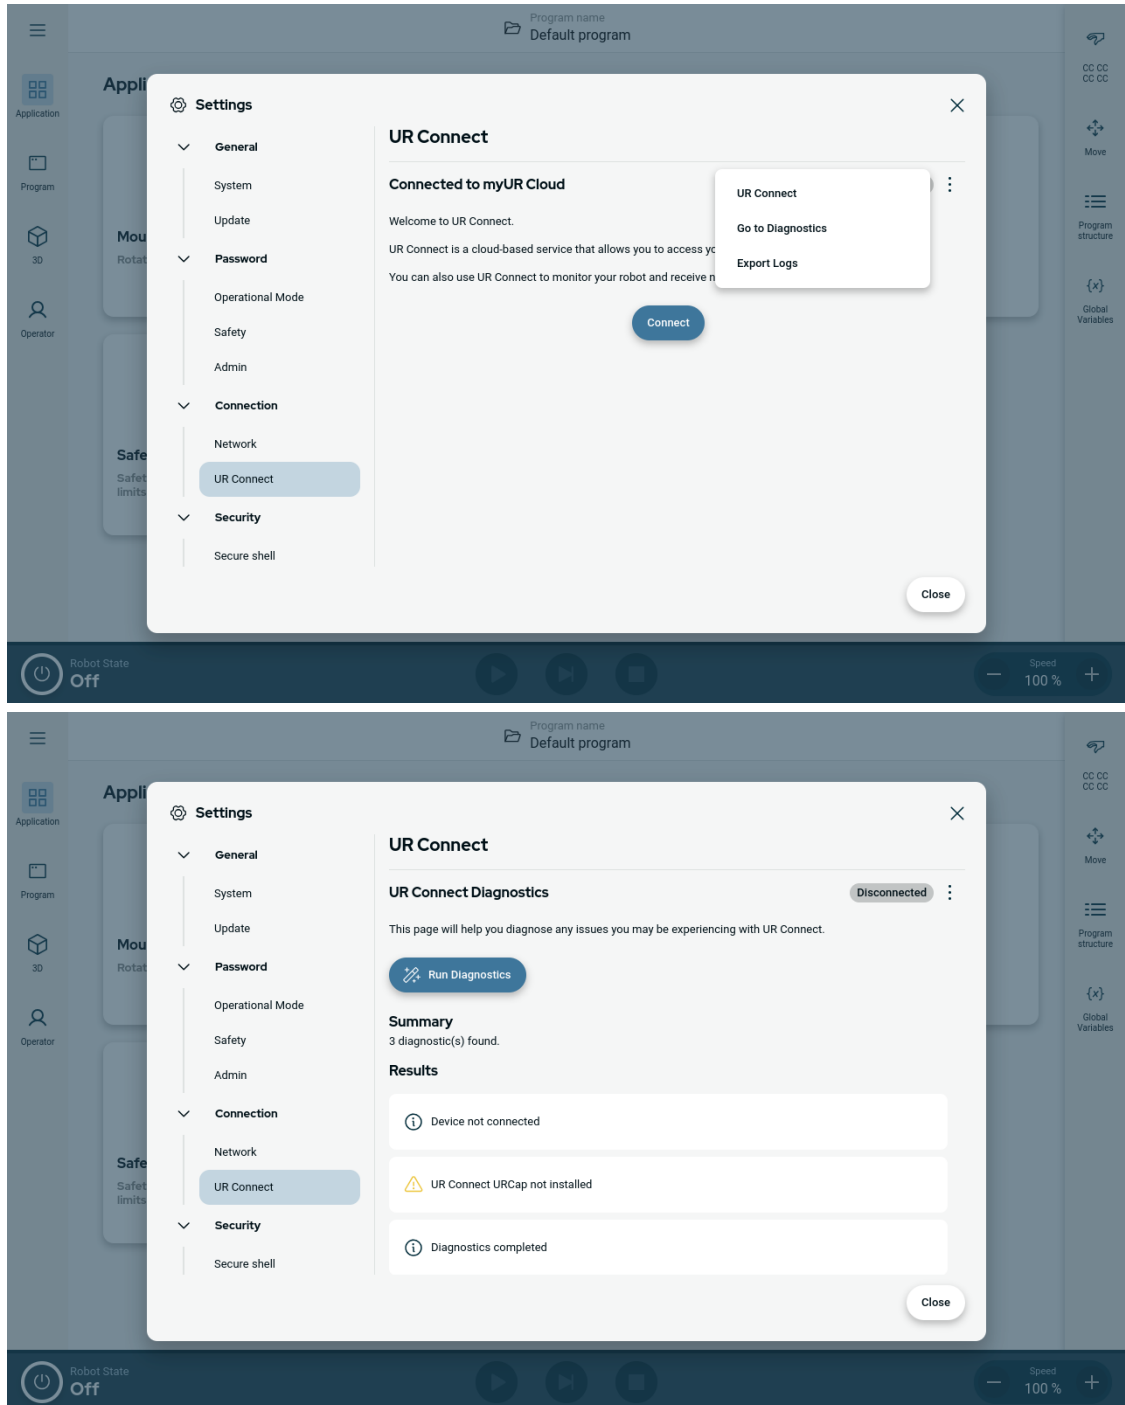 Program name
Default program
Appli
Application
Program
3D
Operator
Mou
Rotat
Safe
Safet
limits
Settings
General
System
Update
Password
Operational Mode
Safety
Admin
Connection
Network
UR Connect
Security
Secure shell
UR Connect
Connected to myUR Cloud
Welcome to UR Connect.
UR Connect is a cloud-based service that allows you to access yo
You can also use UR Connect to monitor your robot and receive n
UR Connect
Go to Diagnostics
Export Logs
Connect
Close
CC CC
CC CC
Move
Program
structure
{x}
Global
Variables
Robot State
Off
Speed
100 %
Program name
Default program
Appli
Application
Program
3D
Operator
Mou
Rotat
Safe
Safet
limits
Settings
General
System
Update
Password
Operational Mode
Safety
Admin
Connection
Network
UR Connect
Security
Secure shell
UR Connect
UR Connect Diagnostics
Disconnected
This page will help you diagnose any issues you may be experiencing with UR Connect.
Run Diagnostics
Summary
3 diagnostic(s) found.
Results
Device not connected
UR Connect URCap not installed
Diagnostics completed
Close
CC CC
CC CC
Move
Program
structure
{x}
Global
Variables
Robot State
Off
Speed
100 %